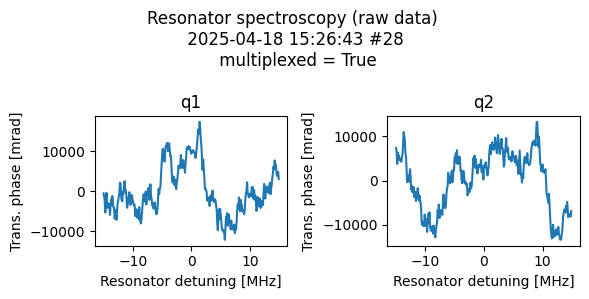 Resonator spectroscopy (raw data)
2025-04-18 15:26:43 #28
multiplexed = True
q1
q2
Trans. phase [mrad]
10000
0
−10000
−10
0
10
Resonator detuning [MHz]
Trans. phase [mrad]
10000
0
−10000
−10
0
10
Resonator detuning [MHz]